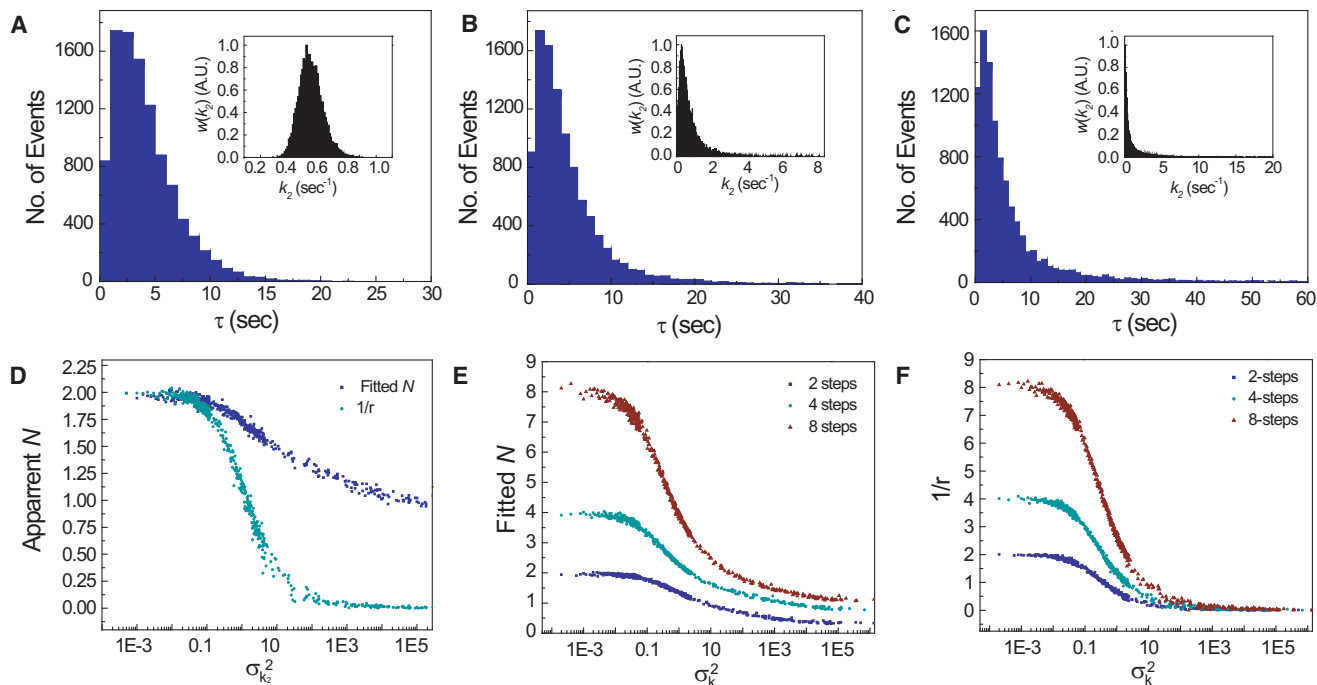 A
No. of Events
1600
1200
800
400
0
0 5 10 15 20 25 30
τ (sec)
w(k2) (A.U.)
1.0
0.8
0.6
0.4
0.2
0.0
0.2 0.4 0.6 0.8 1.0
k2 (sec-1)
B
No. of Events
1600
1200
800
400
0
0 10 20 30 40
τ (sec)
w(k2) (A.U.)
1.0
0.8
0.6
0.4
0.2
0.0
0 2 4 6 8
k2 (sec-1)
C
No. of Events
1600
1200
800
400
0
0 10 20 30 40 50 60
τ (sec)
w(k2) (A.U.)
1.0
0.8
0.6
0.4
0.2
0.0
0 5 10 15 20
k2 (sec-1)
D
Apparrent N
2.25
2.00
1.75
1.50
1.25
1.00
0.75
0.50
0.25
0.00
Fitted N
1/r
1E-3 0.1 10 1E3 1E5
σ²k2
E
Fitted N
9
8
7
6
5
4
3
2
1
0
2 steps
4 steps
8 steps
1E-3 0.1 10 1E3 1E5
σ²k
F
1/r
9
8
7
6
5
4
3
2
1
0
2-steps
4-steps
8-steps
1E-3 0.1 10 1E3 1E5
σ²k